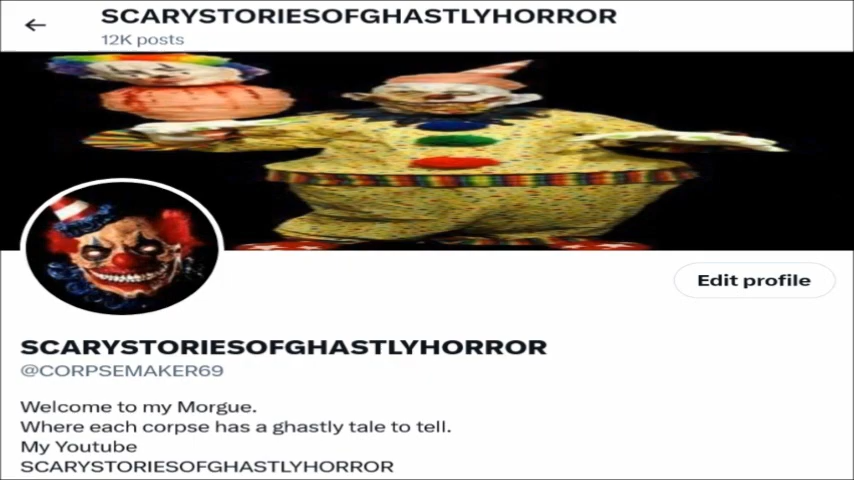 SCARYSTORIESOFGHASTLYHORROR
12K posts
Edit profile
SCARYSTORIESOFGHASTLYHORROR
@CORPSEMAKER69
Welcome to my Morgue.
Where each corpse has a ghastly tale to tell.
My Youtube
SCARYSTORIESOFGHASTLYHORROR